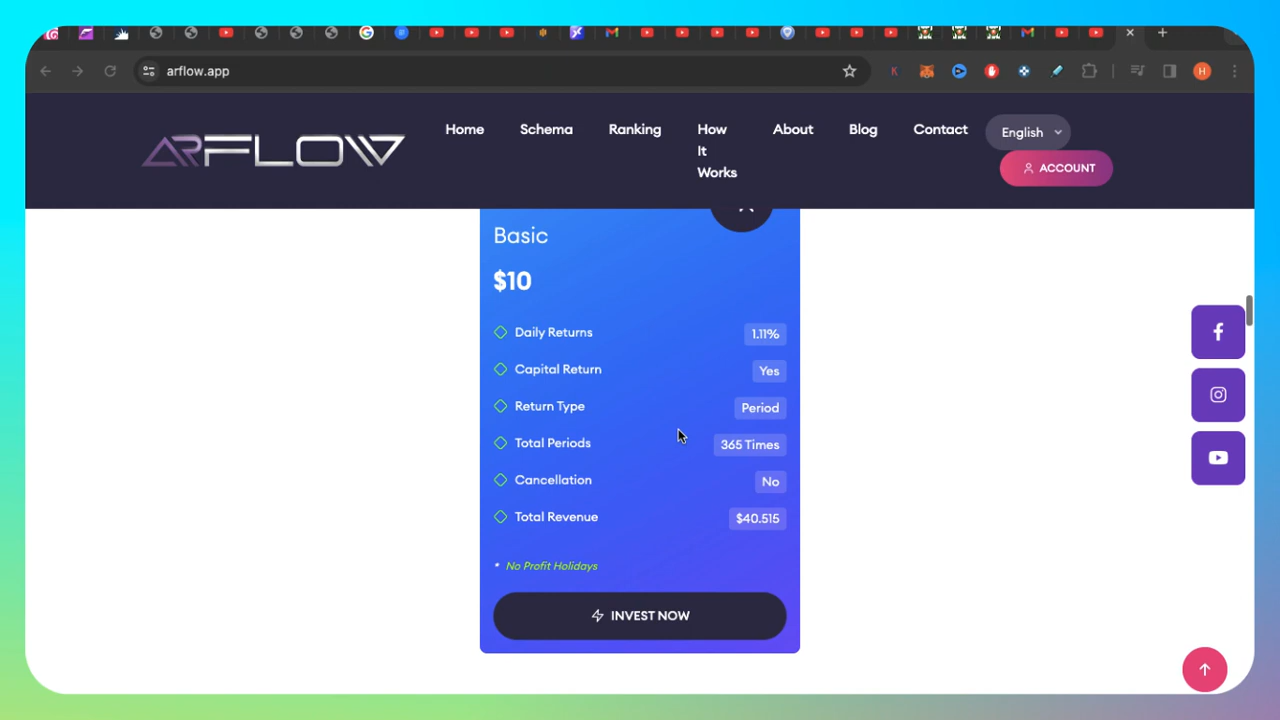 arflow.app
H
ARFLOW
Home
Schema
Ranking
How
It
Works
About
Blog
Contact
English
ACCOUNT
Basic
$10
Daily Returns 1.11%
Capital Return Yes
Return Type Period
Total Periods 365 Times
Cancellation No
Total Revenue $40.515
* No Profit Holidays
INVEST NOW